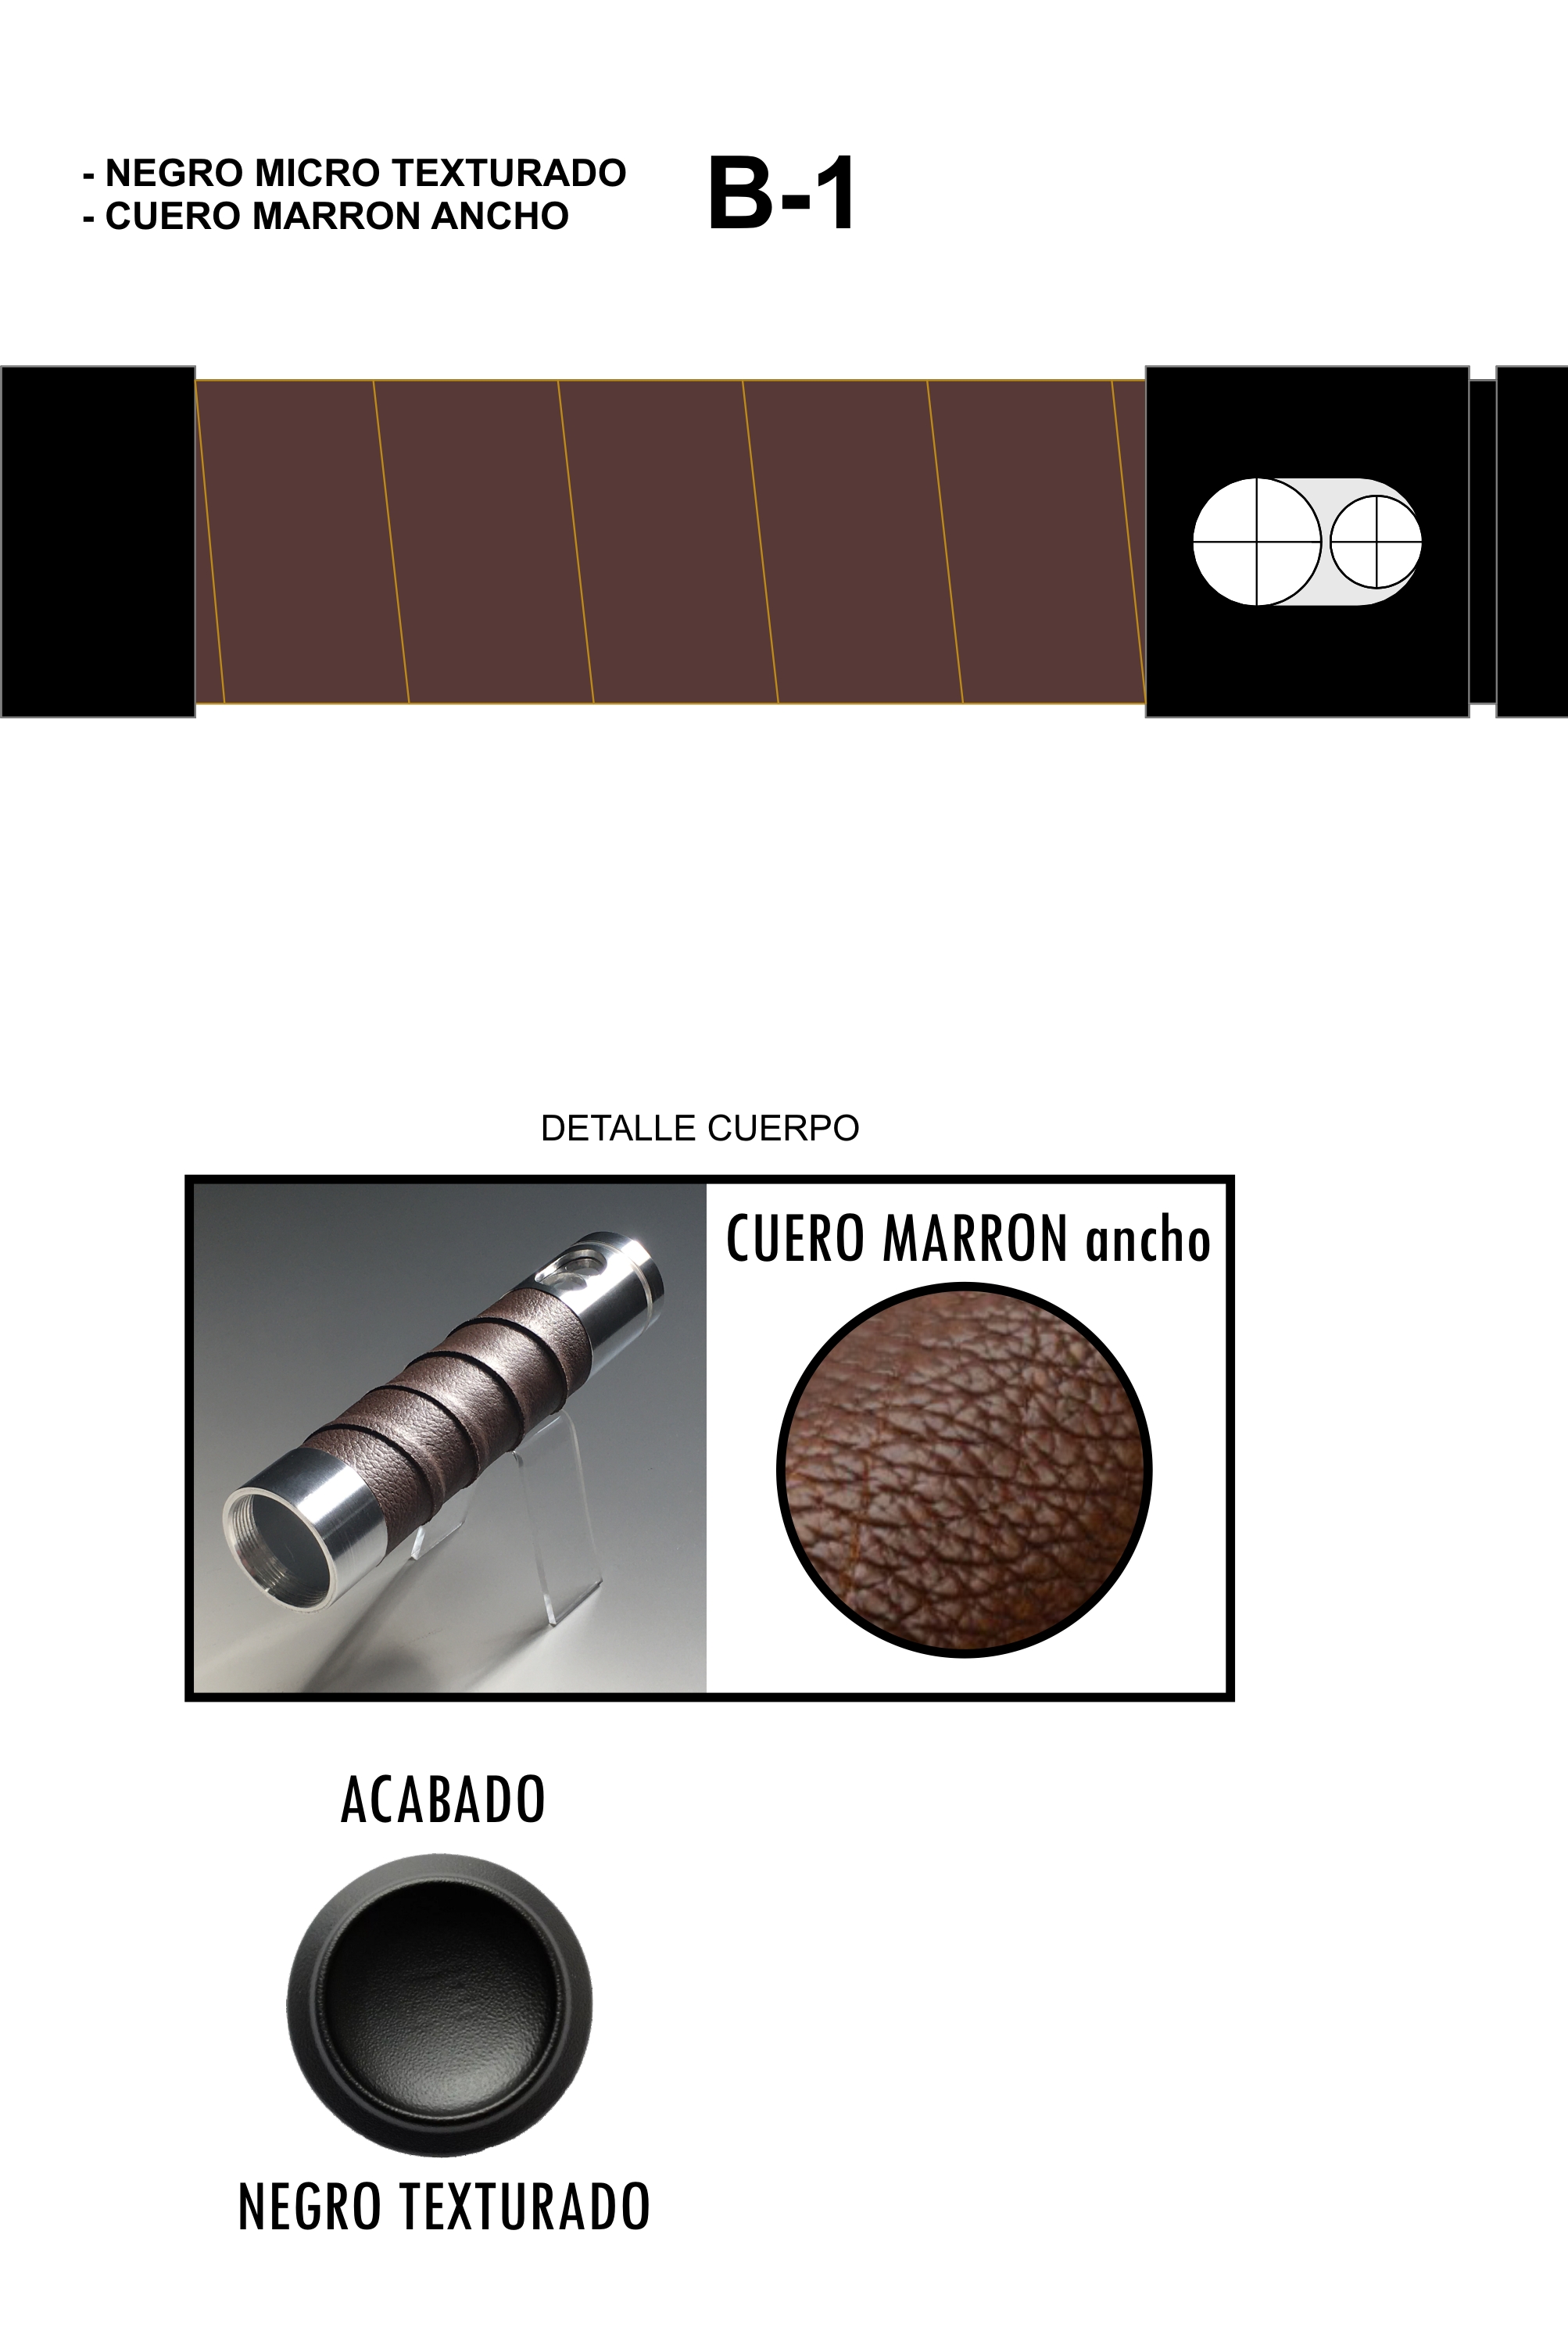 - NEGRO MICRO TEXTURADO
- CUERO MARRON ANCHO
B-1
DETALLE CUERPO
CUERO MARRON ancho
ACABADO
NEGRO TEXTURADO